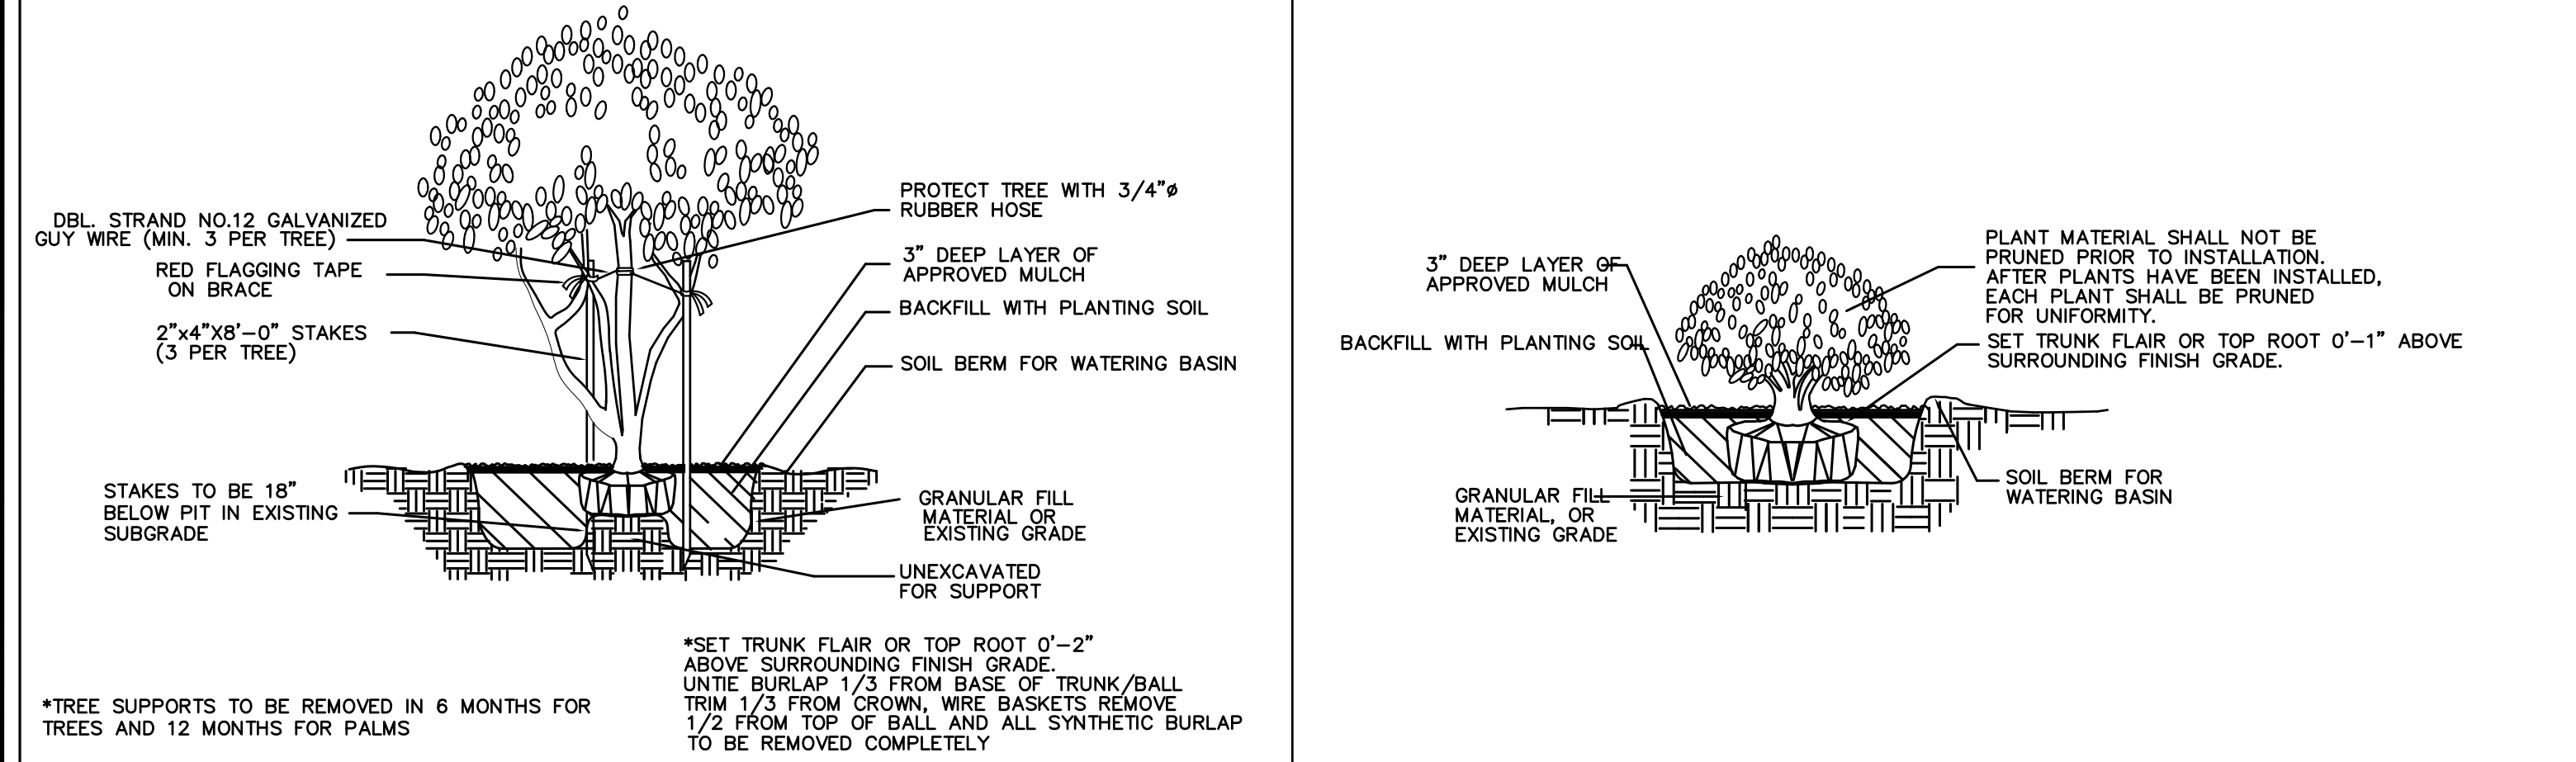 DBL. STRAND NO.12 GALVANIZED
GUY WIRE (MIN. 3 PER TREE)
RED FLAGGING TAPE
ON BRACE
2"x4"X8'-0" STAKES
(3 PER TREE)
STAKES TO BE 18"
BELOW PIT IN EXISTING
SUBGRADE
*TREE SUPPORTS TO BE REMOVED IN 6 MONTHS FOR
TREES AND 12 MONTHS FOR PALMS
PROTECT TREE WITH 3/4"ø
RUBBER HOSE
3" DEEP LAYER OF
APPROVED MULCH
BACKFILL WITH PLANTING SOIL
SOIL BERM FOR WATERING BASIN
GRANULAR FILL
MATERIAL OR
EXISTING GRADE
UNEXCAVATED
FOR SUPPORT
*SET TRUNK FLAIR OR TOP ROOT 0'-2"
ABOVE SURROUNDING FINISH GRADE.
UNTIE BURLAP 1/3 FROM BASE OF TRUNK/BALL
TRIM 1/3 FROM CROWN, WIRE BASKETS REMOVE
1/2 FROM TOP OF BALL AND ALL SYNTHETIC BURLAP
TO BE REMOVED COMPLETELY
3" DEEP LAYER OF
APPROVED MULCH
BACKFILL WITH PLANTING SOIL
GRANULAR FILL
MATERIAL, OR
EXISTING GRADE
PLANT MATERIAL SHALL NOT BE
PRUNED PRIOR TO INSTALLATION.
AFTER PLANTS HAVE BEEN INSTALLED,
EACH PLANT SHALL BE PRUNED
FOR UNIFORMITY.
SET TRUNK FLAIR OR TOP ROOT 0'-1" ABOVE
SURROUNDING FINISH GRADE.
SOIL BERM FOR
WATERING BASIN